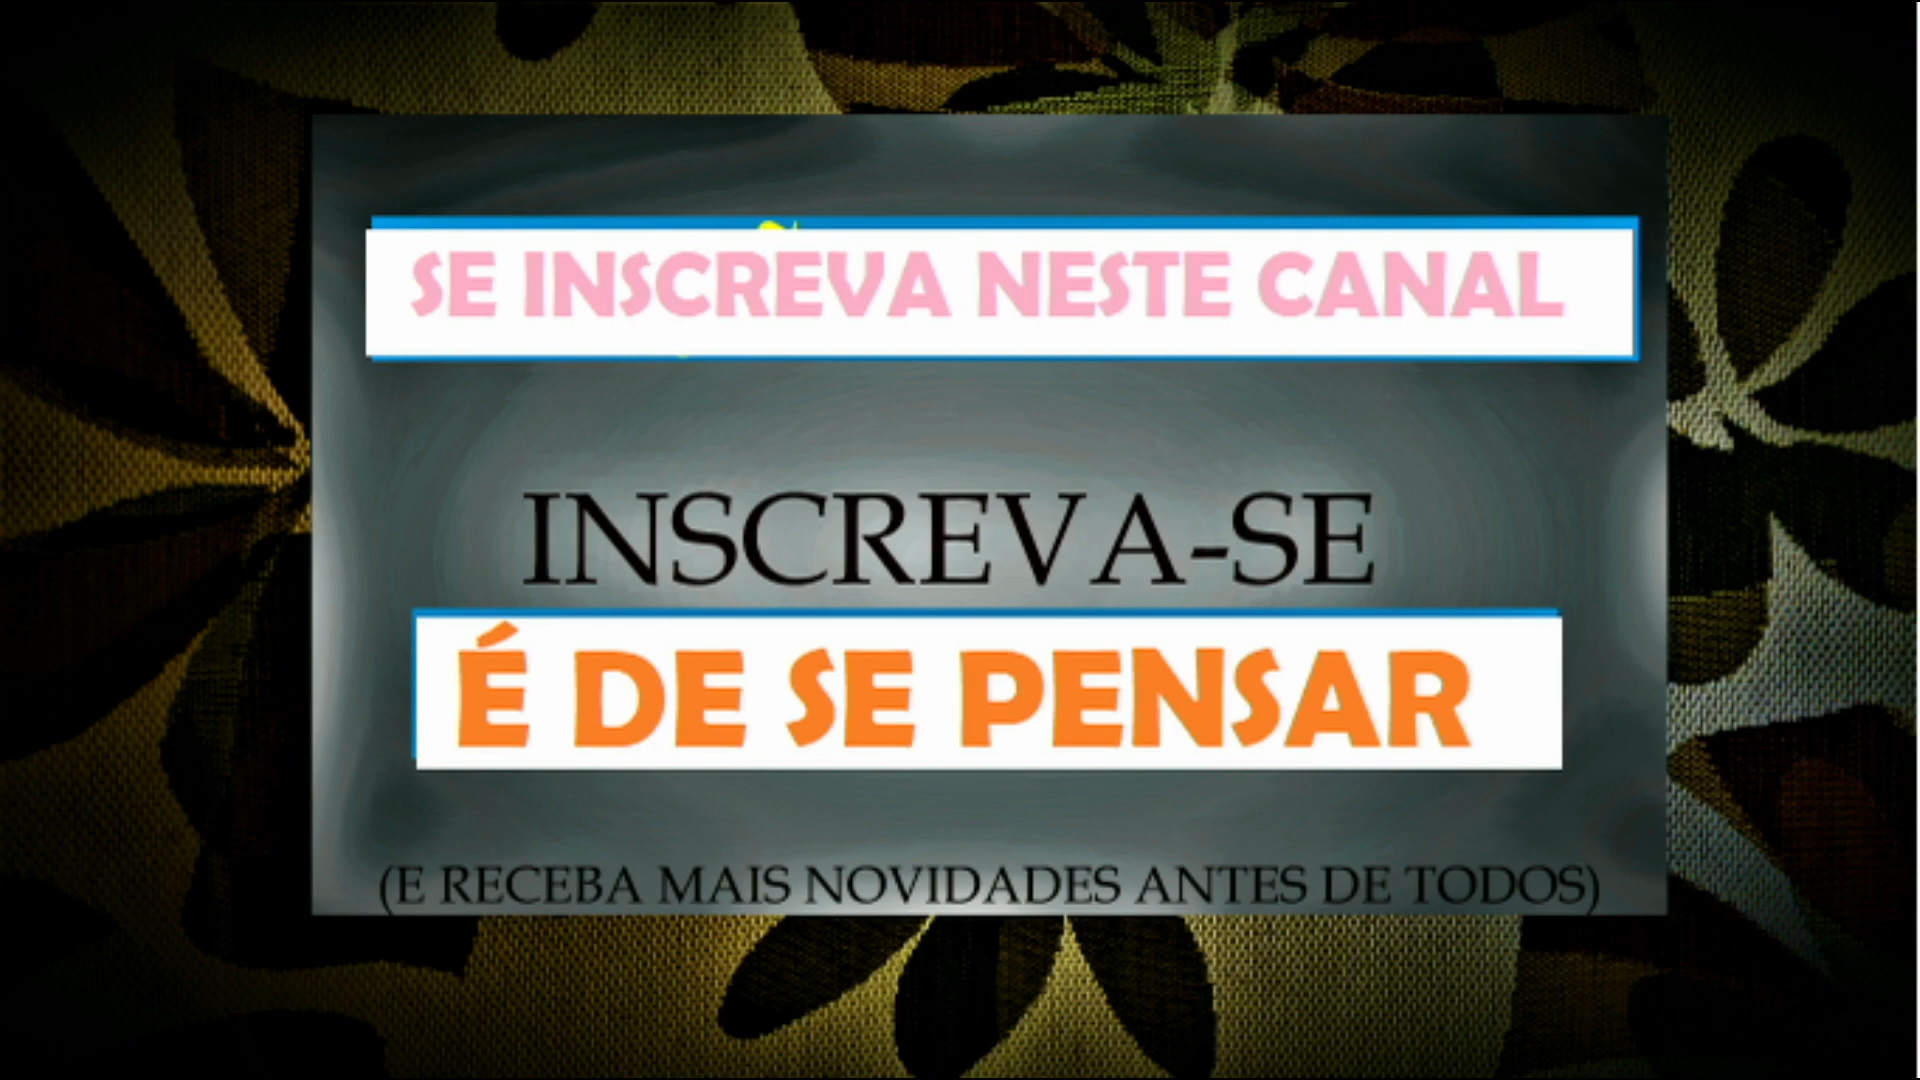 SE INSCREVA NESTE CANAL
INSCREVA-SE
É DE SE PENSAR
(E RECEBA MAIS NOVIDADES ANTES DE TODOS)